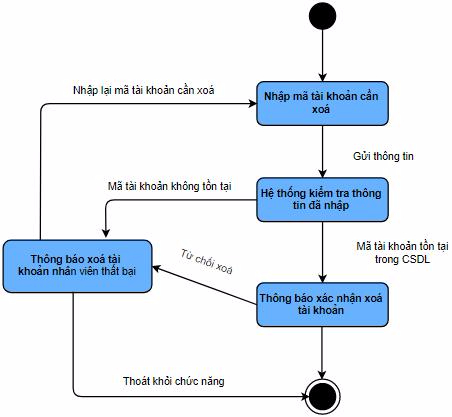 Nhập mã tài khoản cần
xoá
Nhập lại mã tài khoản cần xoá
Gửi thông tin
Hệ thống kiểm tra thông
tin đã nhập
Mã tài khoản không tồn tại
Mã tài khoản tồn tại
trong CSDL
Thông báo xoá tài
khoản nhân viên thất bại
Từ chối xoá
Thông báo xác nhận xoá
tài khoản
Thoát khỏi chức năng